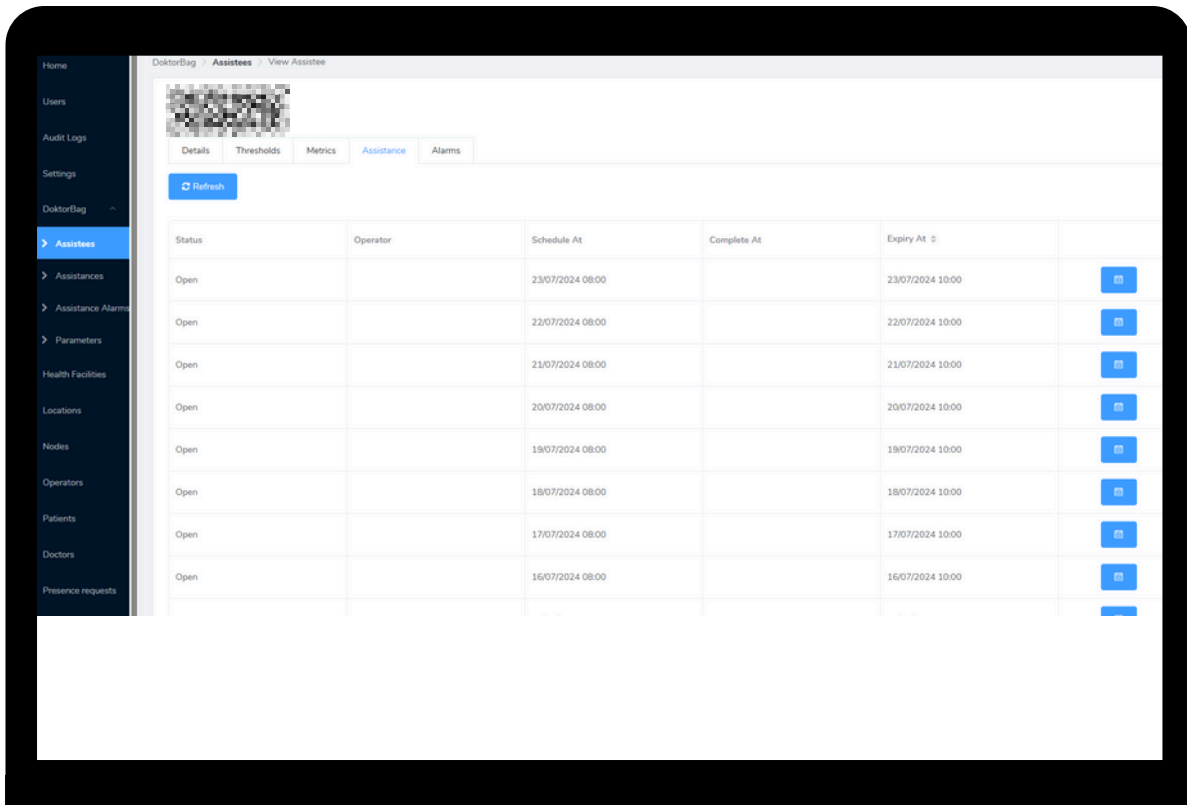 Home
Users
Audit Logs
Settings
DoktorBag
Assistees
Assistances
Assistance Alarms
Parameters
Health Facilities
Locations
Nodes
Operators
Patients
Doctors
Presence requests
DoktorBag > Assistees > View Assistee
Details Thresholds Metrics Assistance Alarms
Refresh
Status Operator Schedule At Complete At Expiry At
Open 23/07/2024 08:00 23/07/2024 10:00
Open 22/07/2024 08:00 22/07/2024 10:00
Open 21/07/2024 08:00 21/07/2024 10:00
Open 20/07/2024 08:00 20/07/2024 10:00
Open 19/07/2024 08:00 19/07/2024 10:00
Open 18/07/2024 08:00 18/07/2024 10:00
Open 17/07/2024 08:00 17/07/2024 10:00
Open 16/07/2024 08:00 16/07/2024 10:00